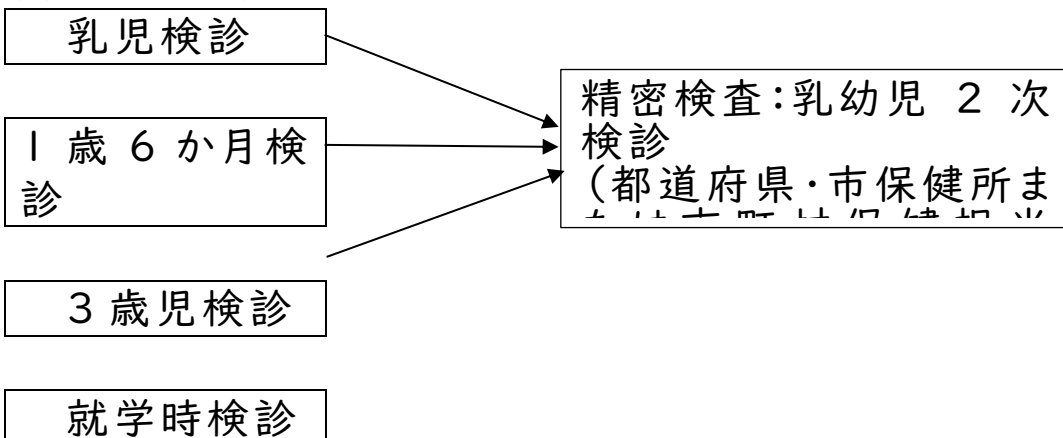 乳児検診
1歳6か月検
診
3歳児検診
就学時検診
精密検査:乳幼児 2 次
検診
(都道府県・市保健所ま